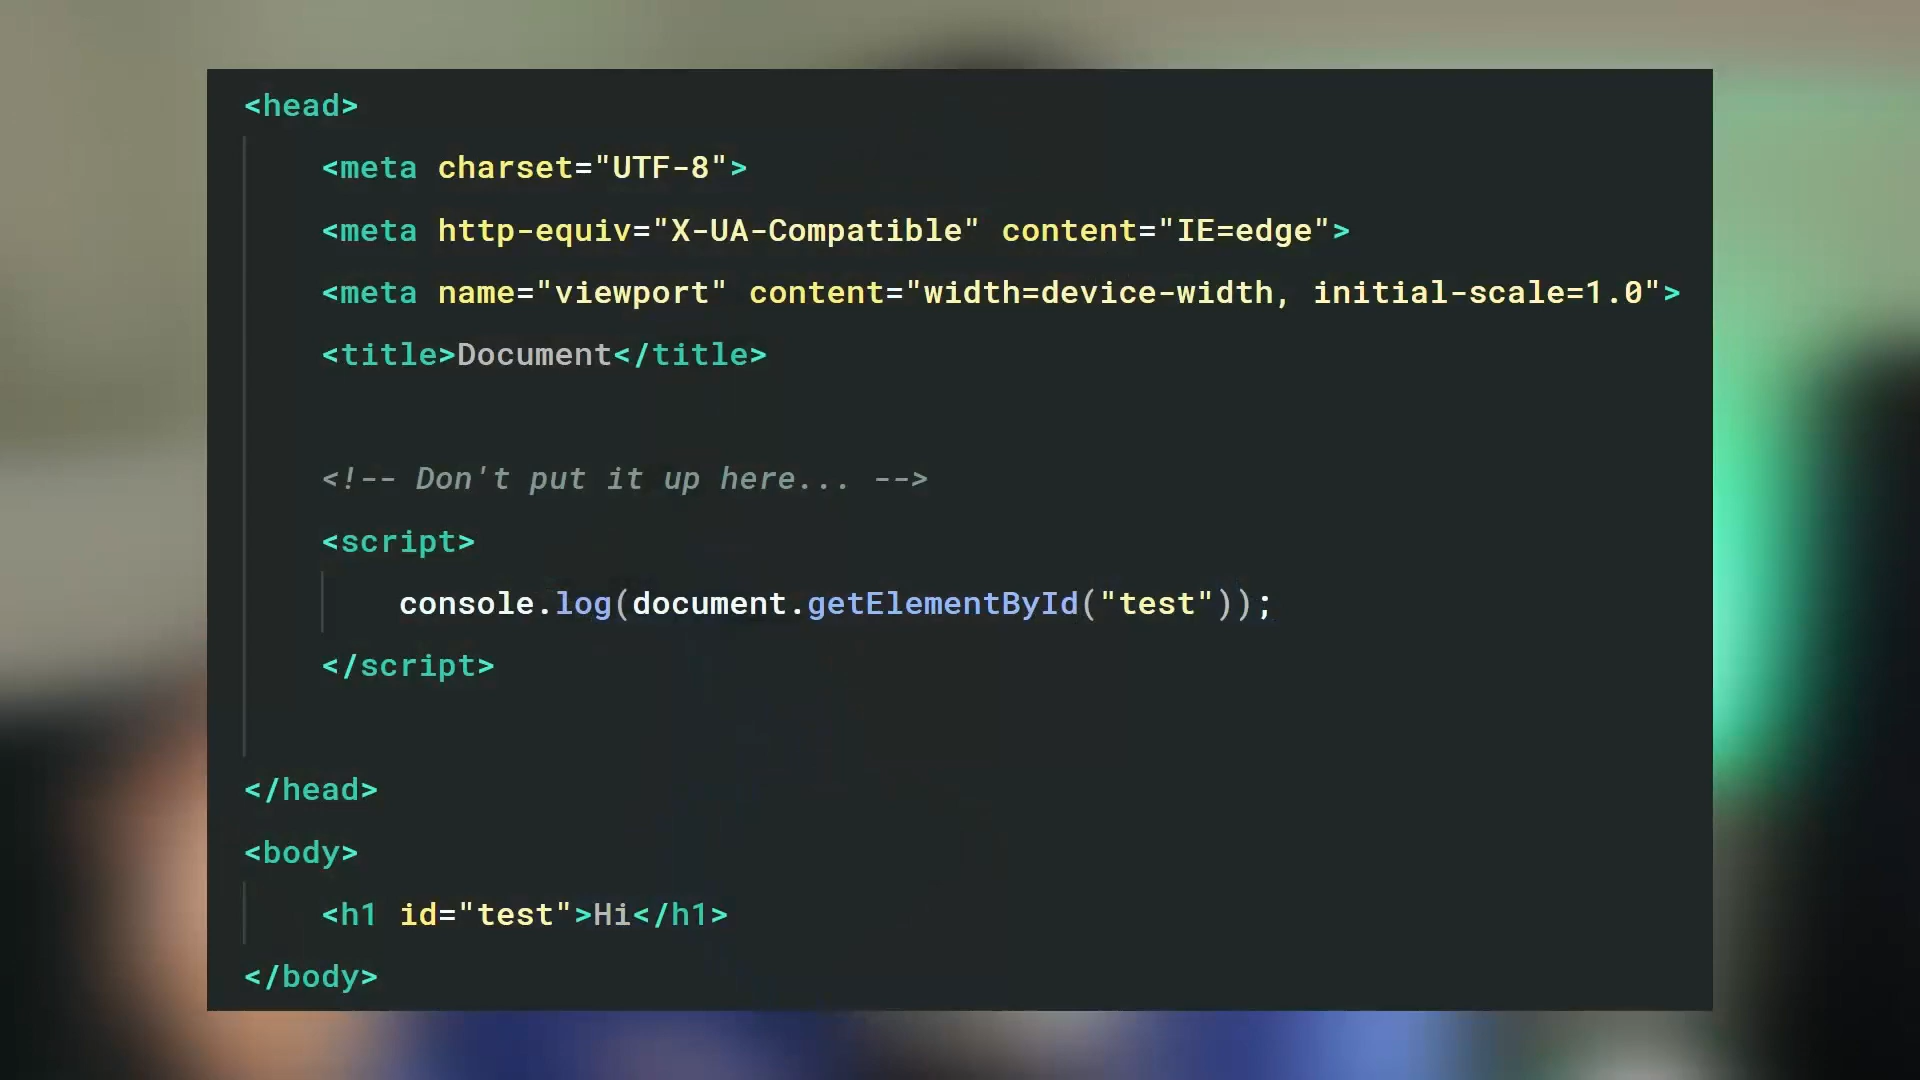 <head>
<meta charset="UTF-8">
<meta http-equiv="X-UA-Compatible" content="IE=edge">
<meta name="viewport" content="width=device-width, initial-scale=1.0">
<title>Document</title>
<!-- Don't put it up here... -->
<script>
console.log(document.getElementById("test"));
</script>
</head>
<body>
<h1 id="test">Hi</h1>
</body>